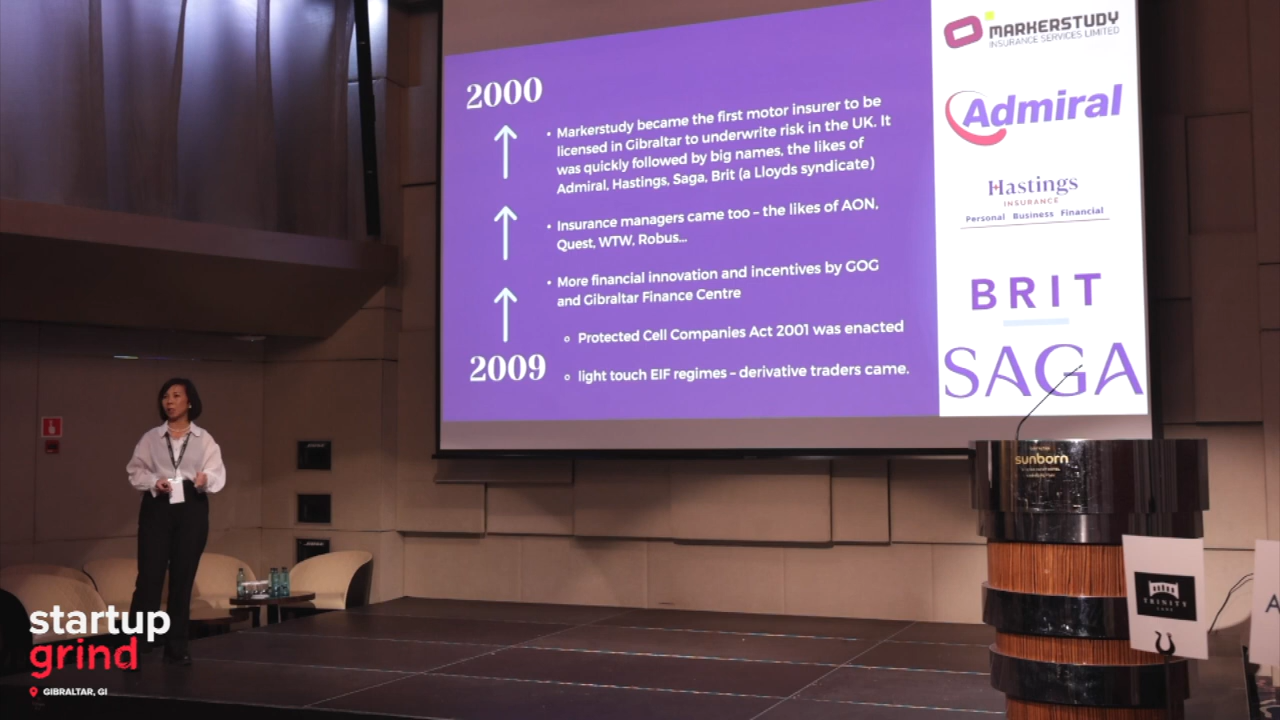 2000
• Markerstudy became the first motor insurer to be
licensed in Gibraltar to underwrite risk in the UK. It
was quickly followed by big names, the likes of
Admiral, Hastings, Saga, Brit (a Lloyds syndicate)
• Insurance managers came too – the likes of AON,
Quest, WTW, Robus...
• More financial innovation and incentives by GOG
and Gibraltar Finance Centre
Protected Cell Companies Act 2001 was enacted
2009
light touch EIF regimes – derivative traders came.
MARKERSTUDY
INSURANCE SERVICES LIMITED
Admiral
Hastings
INSURANCE
Personal Business Financial
BRIT
SAGA
sunborn
TRINITY
startup
grind
GIBRALTAR, GI